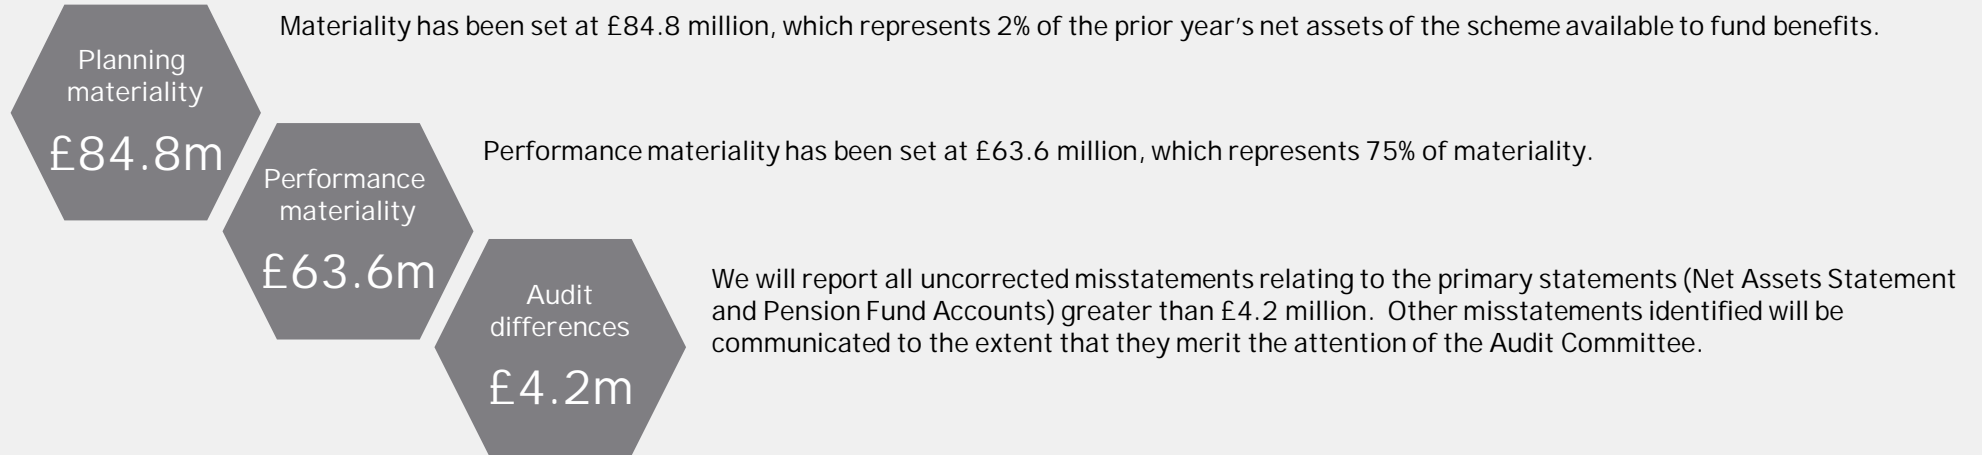 Planning
materiality
£84.8m
Materiality has been set at £84.8 million, which represents 2% of the prior year's net assets of the scheme available to fund benefits.
Performance
materiality
£63.6m
Performance materiality has been set at £63.6 million, which represents 75% of materiality.
Audit
differences
£4.2m
We will report all uncorrected misstatements relating to the primary statements (Net Assets Statement
and Pension Fund Accounts) greater than £4.2 million.  Other misstatements identified will be
communicated to the extent that they merit the attention of the Audit Committee.